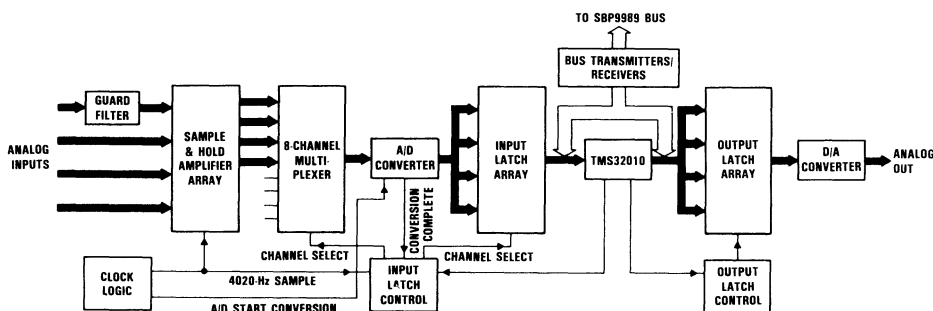 TO SBP9989 BUS
BUS TRANSMITTERS/
RECEIVERS
GUARD
FILTER
ANALOG
INPUTS
SAMPLE
& HOLD
AMPLIFIER
ARRAY
8-CHANNEL
MULTI-
PLEXER
A/D
CONVERTER
INPUT
LATCH
ARRAY
TMS32010
OUTPUT
LATCH
ARRAY
D/A
CONVERTER
ANALOG
OUT
CONVERSION
COMPLETE
CHANNEL SELECT
CHANNEL SELECT
CLOCK
LOGIC
4020-Hz SAMPLE
A/D START CONVERSION
INPUT
LATCH
CONTROL
OUTPUT
LATCH
CONTROL